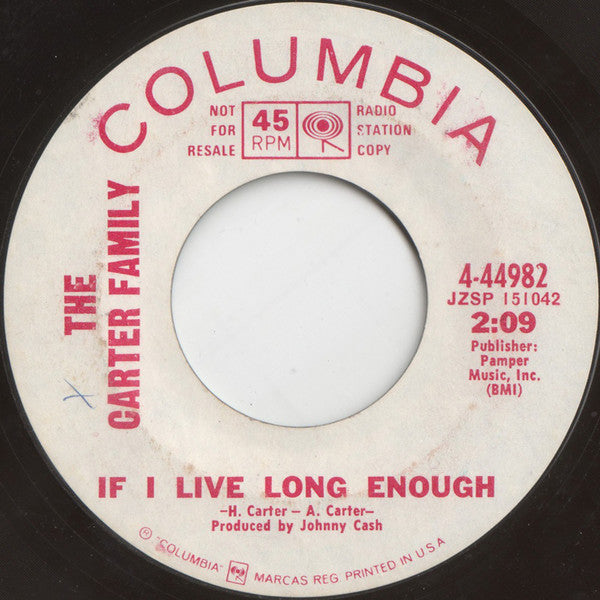 COLUMBIA
NOT
FOR
RESALE
45
RPM
RADIO
STATION
COPY
THE
CARTER FAMILY
4-44982
JZSP 151042
2:09
Publisher:
Pamper
Music, Inc.
(BMI)
IF I LIVE LONG ENOUGH
–H. Carter – A. Carter–
Produced by Johnny Cash
® "COLUMBIA" MARCAS REG. PRINTED IN U.S.A.